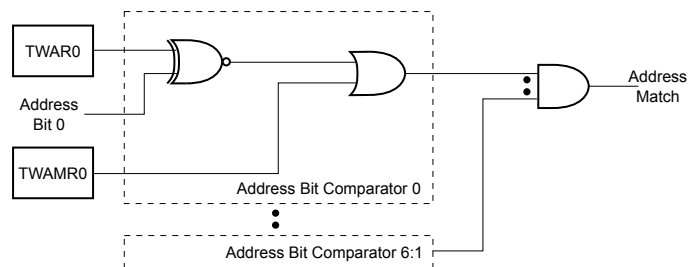 TWAR0
Address
Bit 0
TWAMR0
Address Bit Comparator 0
Address Bit Comparator 6:1
Address
Match